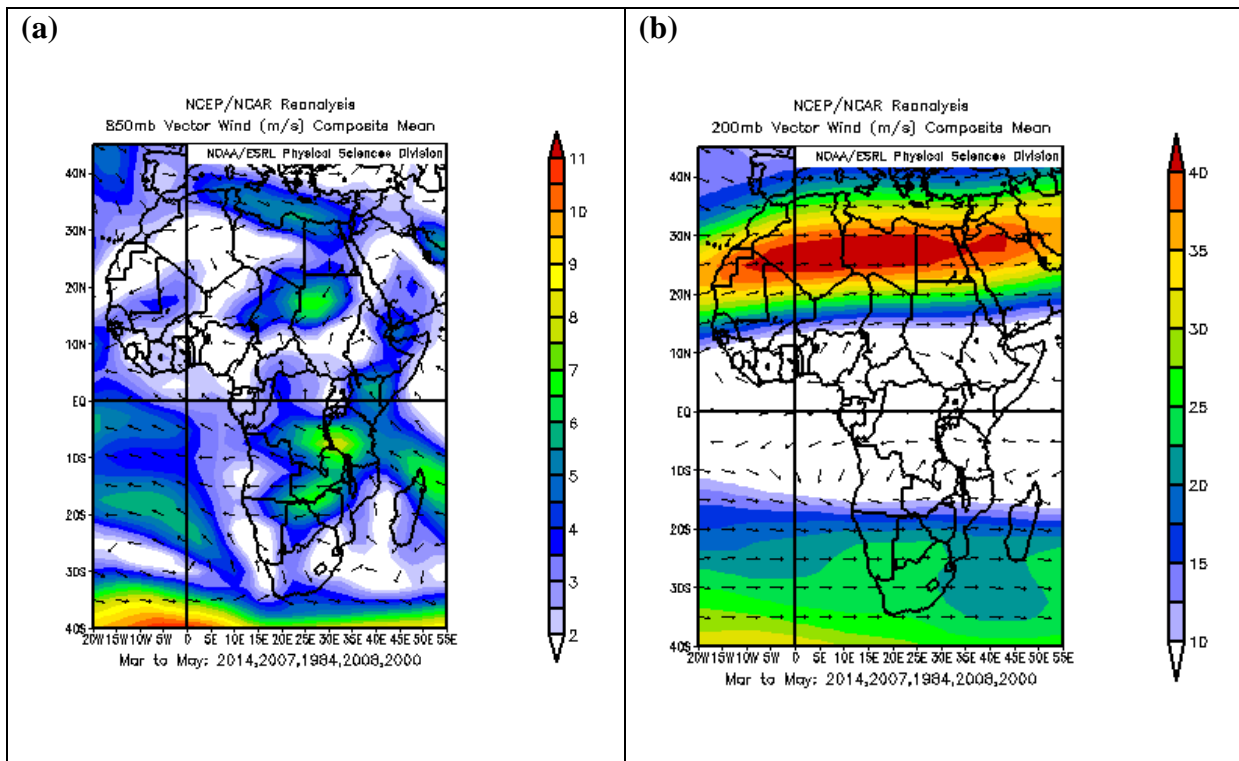 (a)
NCEP/NCAR Reanalysis
850mb Vector Wind (m/s) Composite Mean
NOAA/ESRL Physical Sciences Division
40N
30N
20N
10N
EQ
10S
20S
30S
40S
20W 15W 10W 5W 0 5E 10E 15E 20E 25E 30E 35E 40E 45E 50E 55E
Mar to May: 2014,2007,1984,2008,2000
11
10
9
8
7
6
5
4
3
2
(b)
NCEP/NCAR Reanalysis
200mb Vector Wind (m/s) Composite Mean
NOAA/ESRL Physical Sciences Division
40N
30N
20N
10N
EQ
10S
20S
30S
40S
20W 15W 10W 5W 0 5E 10E 15E 20E 25E 30E 35E 40E 45E 50E 55E
Mar to May: 2014,2007,1984,2008,2000
40
35
30
25
20
15
10